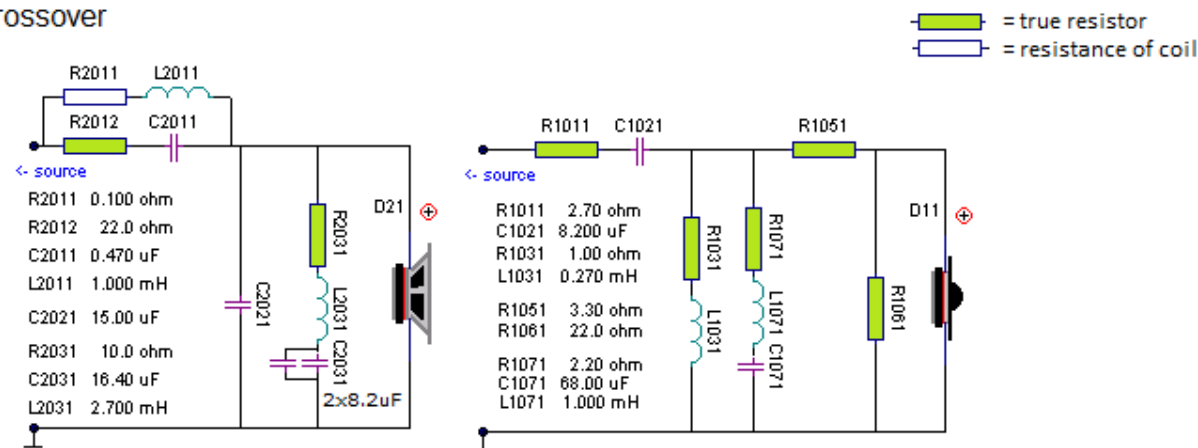 rossover
= true resistor
= resistance of coil
R2011 L2011
R2012 C2011
<- source
R2011 0.100 ohm
R2012 22.0 ohm
C2011 0.470 uF
L2011 1.000 mH
C2021 15.00 uF
R2031 10.0 ohm
C2031 16.40 uF
L2031 2.700 mH
C2021
R2031
L2031
C2031
2x8.2uF
D21
R1011 C1021
R1051
<- source
R1011 2.70 ohm
C1021 8.200 uF
R1031 1.00 ohm
L1031 0.270 mH
R1051 3.30 ohm
R1061 22.0 ohm
R1071 2.20 ohm
C1071 68.00 uF
L1071 1.000 mH
R1031
L1031
R1071
L1071
C1071
R1061
D11